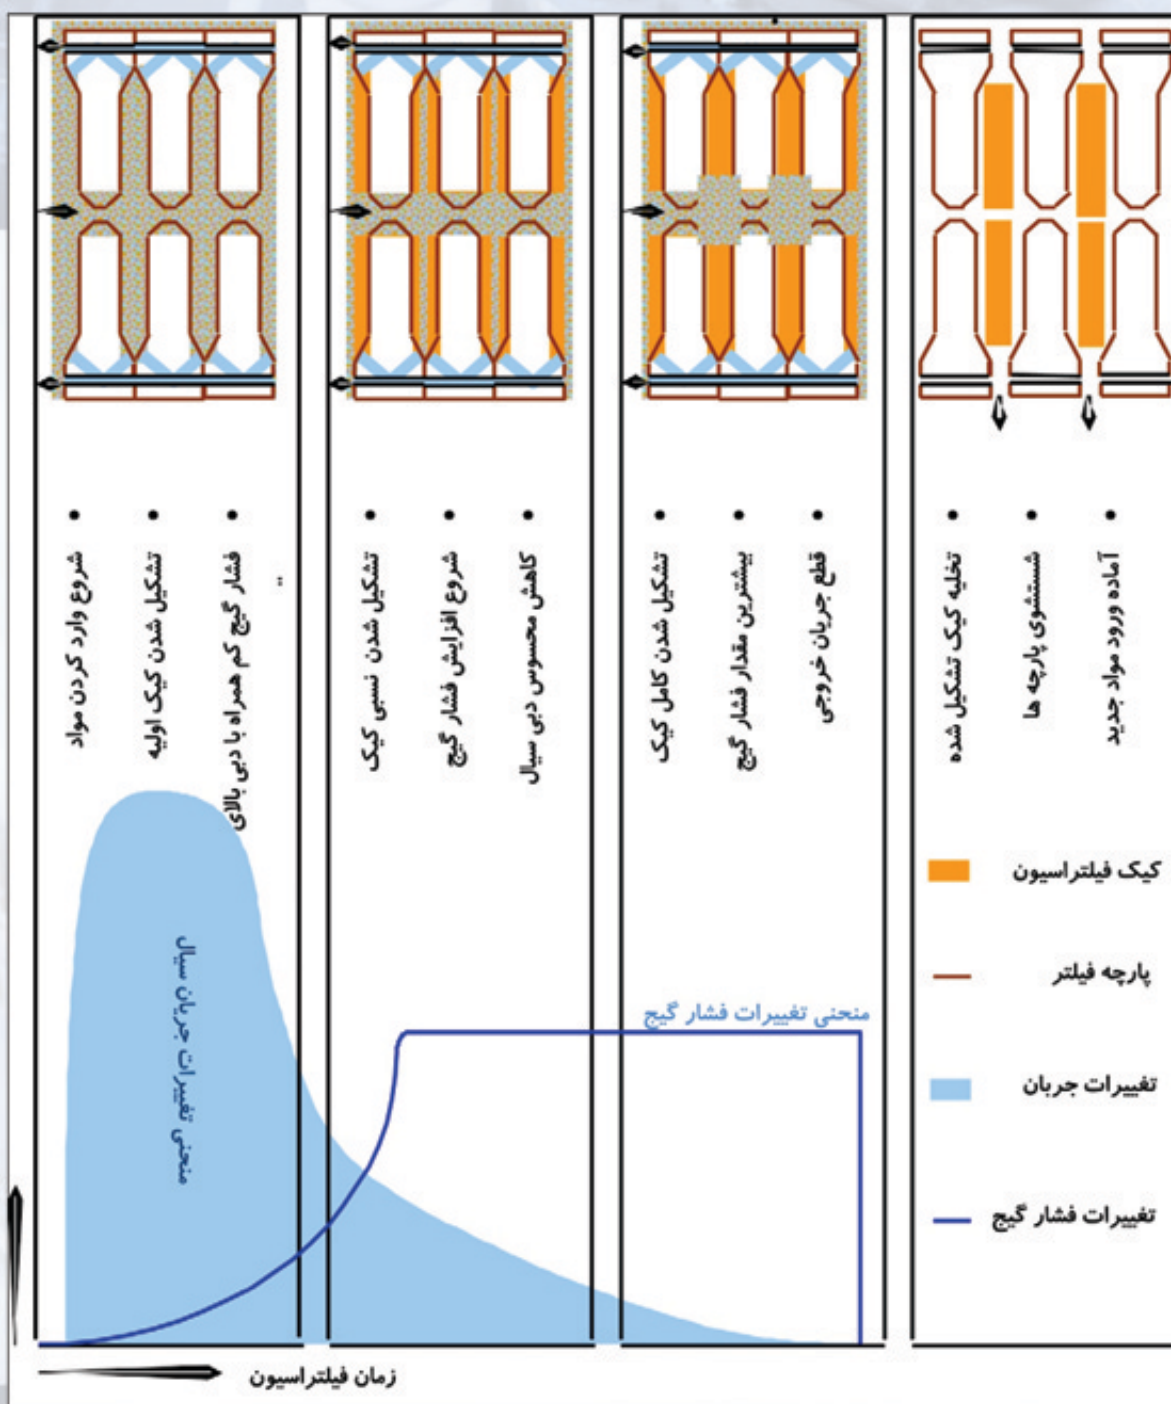 شروع وارد کردن مواد
تشکیل شدن کیک اولیه
فشار گیج کم همراه با دبی بالای
تشکیل شدن نسبی کیک
شروع افزایش فشار گیج
کاهش محسوس دبی سیال
تشکیل شدن کامل کیک
بیشترین مقدار فشار گیج
قطع جریان خروجی
تخلیه کیک تشکیل شده
شستشوی پارچه ها
آماده ورود مواد جدید
کیک فیلتراسیون
پارچه فیلتر
تغییرات جربان
تغییرات فشار گیج
منحنی تغییرات جریان سیال
منحنی تغییرات فشار گیج
زمان فیلتراسیون